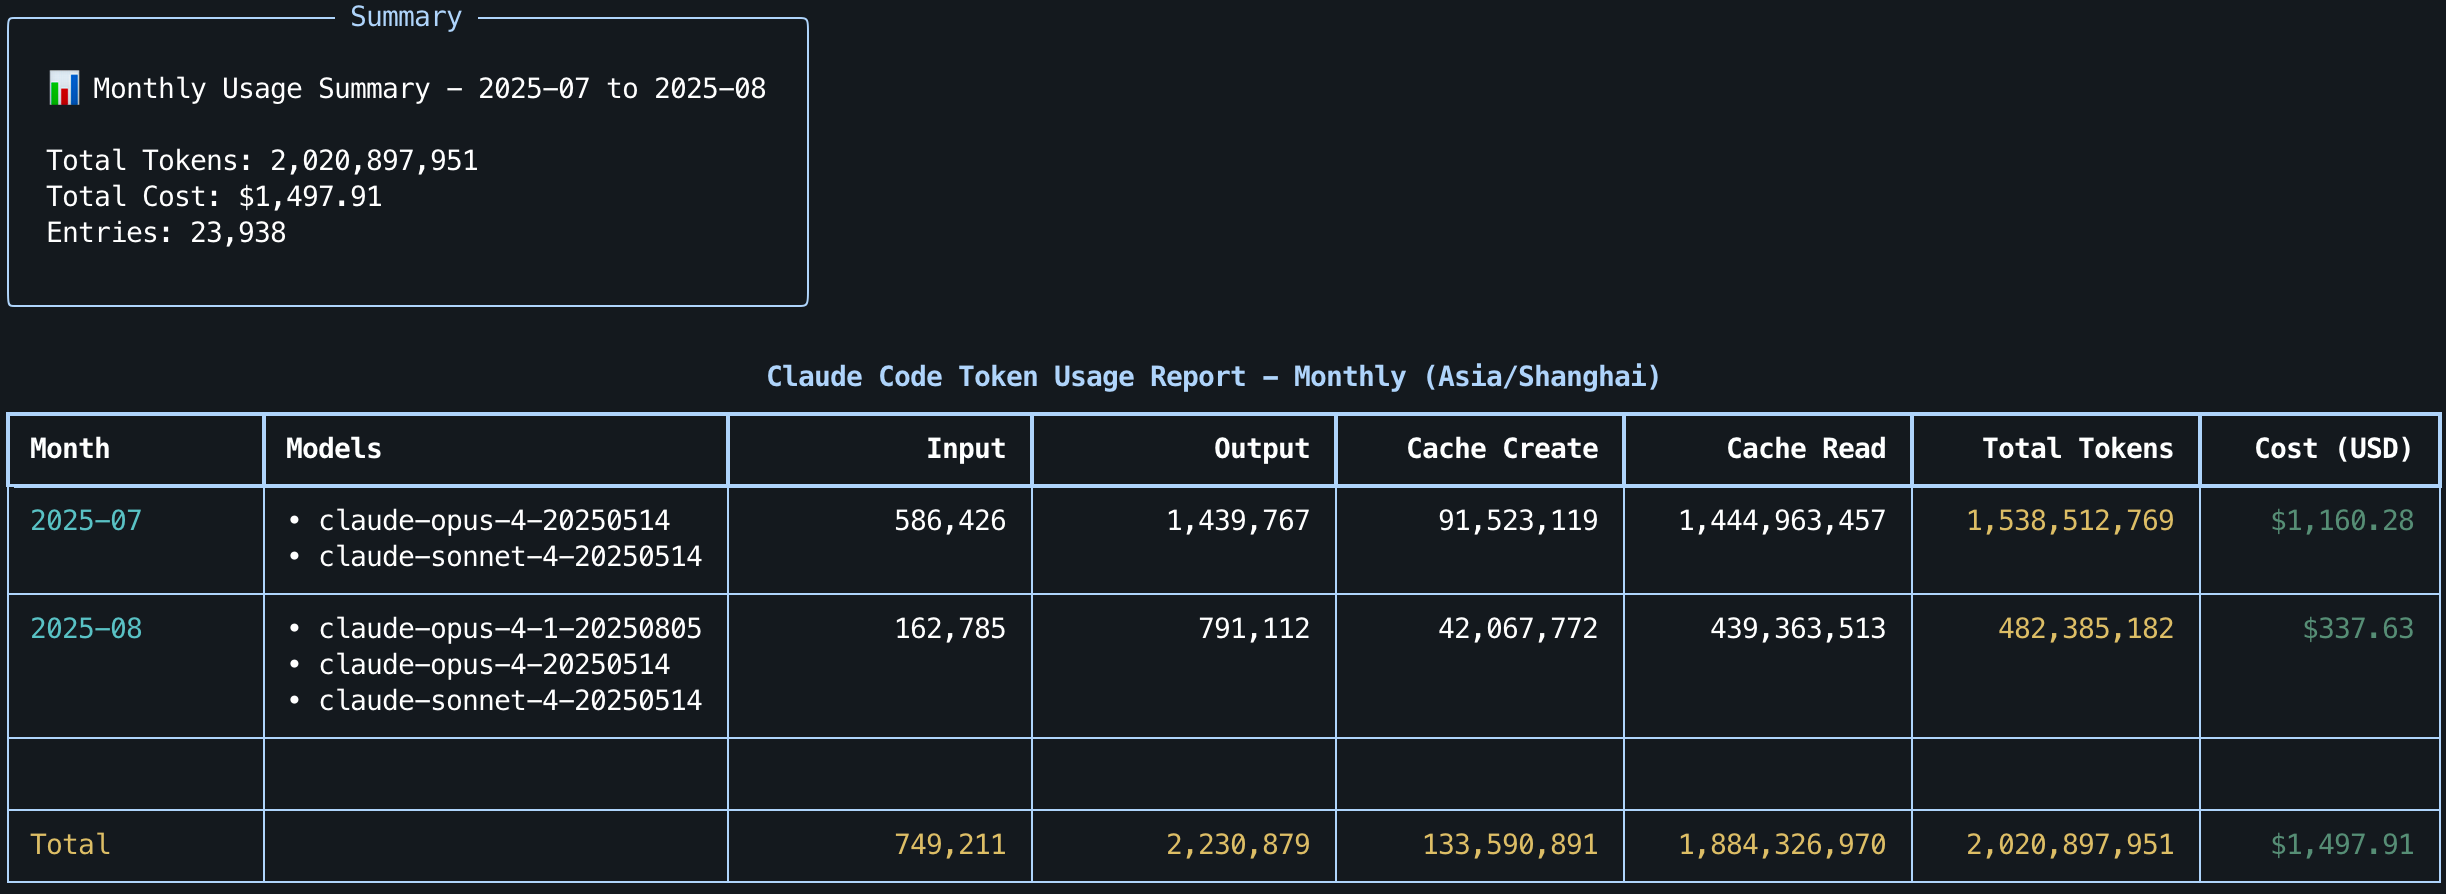 Summary
📊 Monthly Usage Summary - 2025-07 to 2025-08
Total Tokens: 2,020,897,951
Total Cost: $1,497.91
Entries: 23,938
Claude Code Token Usage Report - Monthly (Asia/Shanghai)
Month Models Input Output Cache Create Cache Read Total Tokens Cost (USD)
2025-07 • claude-opus-4-20250514 586,426 1,439,767 91,523,119 1,444,963,457 1,538,512,769 $1,160.28
• claude-sonnet-4-20250514
2025-08 • claude-opus-4-1-20250805 162,785 791,112 42,067,772 439,363,513 482,385,182 $337.63
• claude-opus-4-20250514
• claude-sonnet-4-20250514
Total 749,211 2,230,879 133,590,891 1,884,326,970 2,020,897,951 $1,497.91